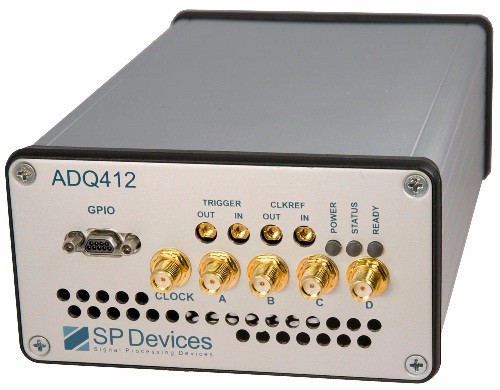 ADQ412
GPIO
TRIGGER CLKREF
OUT IN OUT IN
POWER
STATUS
READY
CLOCK A B C D
SP Devices
Signal Processing Devices